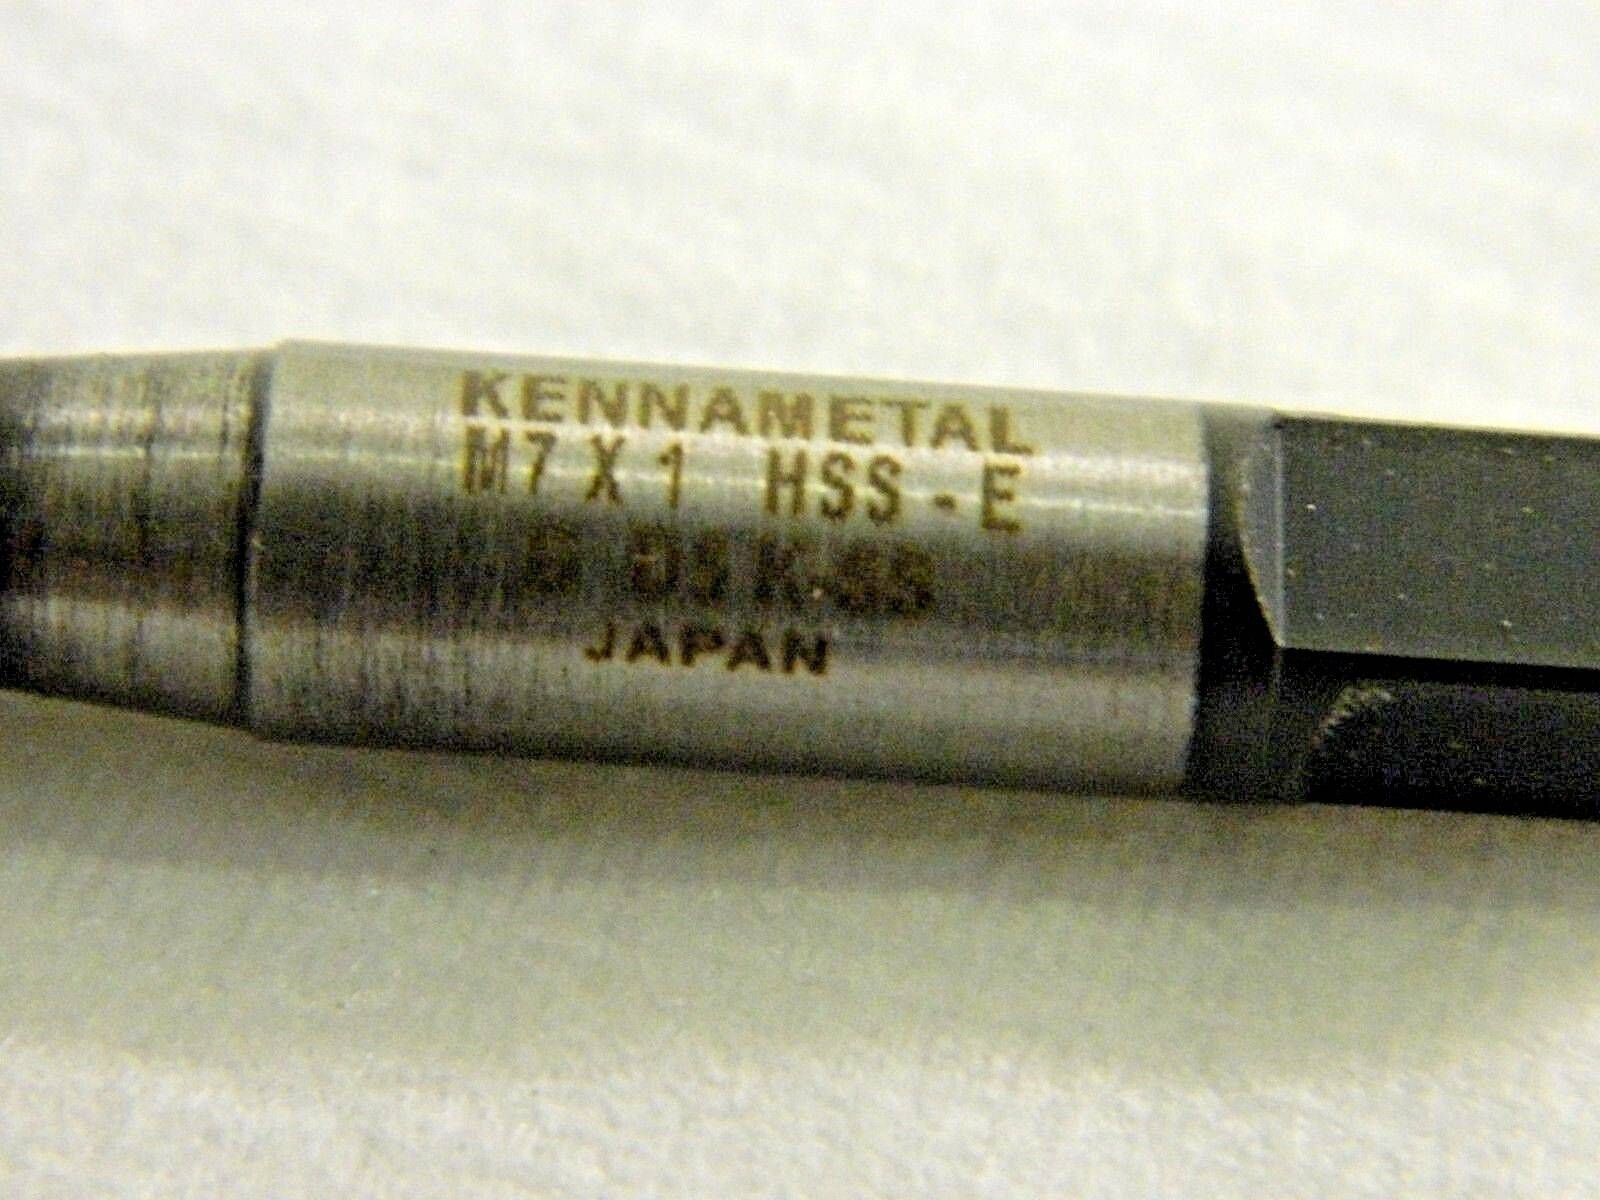 KENNAMETAL
M7 X 1 HSS-E
JAPAN